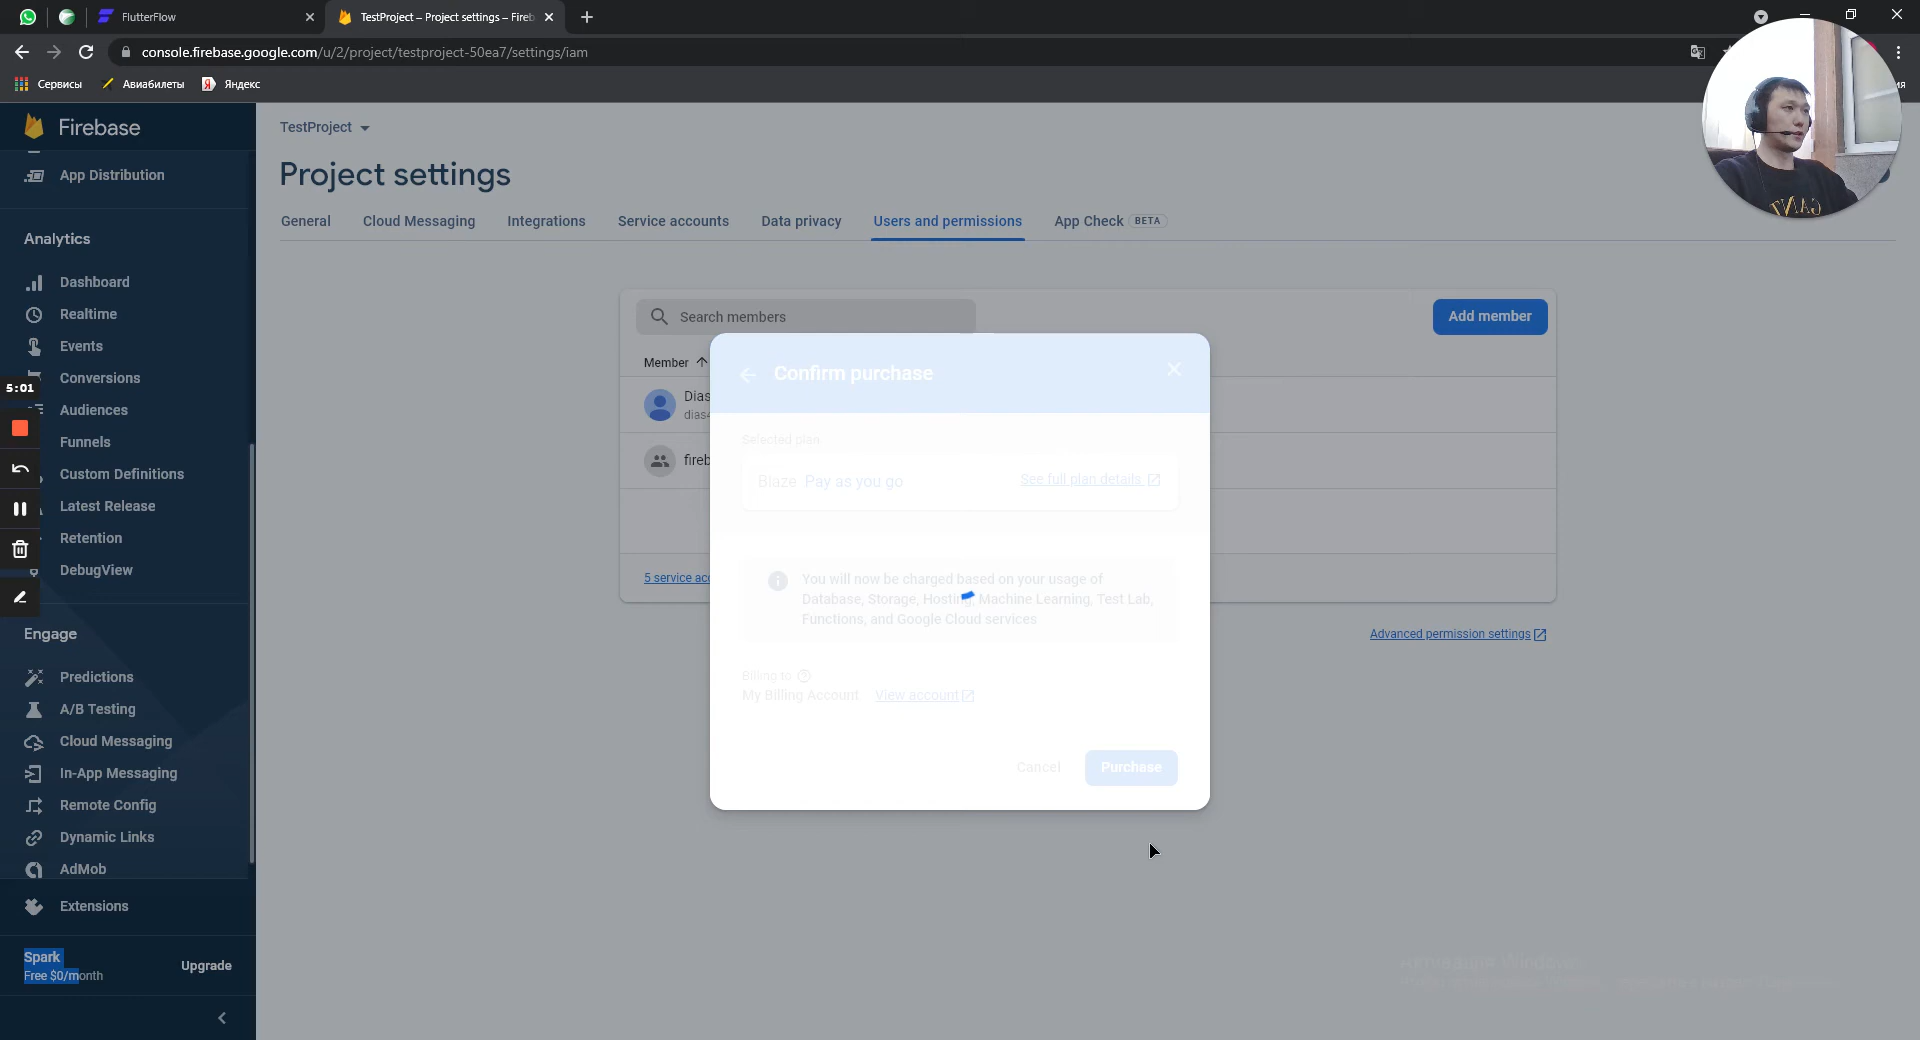 FlutterFlow
TestProject – Project settings – Fireb
console.firebase.google.com/u/2/project/testproject-50ea7/settings/iam
Сервисы
Авиабилеты
Яндекс
Firebase
TestProject
Project settings
App Distribution
General
Cloud Messaging
Integrations
Service accounts
Data privacy
Users and permissions
App Check
BETA
Analytics
Dashboard
Realtime
Events
Conversions
Audiences
Funnels
Custom Definitions
Latest Release
Retention
DebugView
5:01
Search members
Add member
Member
Dias
fireb
5 service acc
Advanced permission settings
Confirm purchase
Selected plan
Blaze Pay as you go
See full plan details
You will now be charged based on your usage of
Database, Storage, Hosting, Machine Learning, Test Lab,
Functions, and Google Cloud services
Billing to
My Billing Account View account
Cancel
Purchase
Engage
Predictions
A/B Testing
Cloud Messaging
In-App Messaging
Remote Config
Dynamic Links
AdMob
Extensions
Spark
Free $0/month
Upgrade
GANT